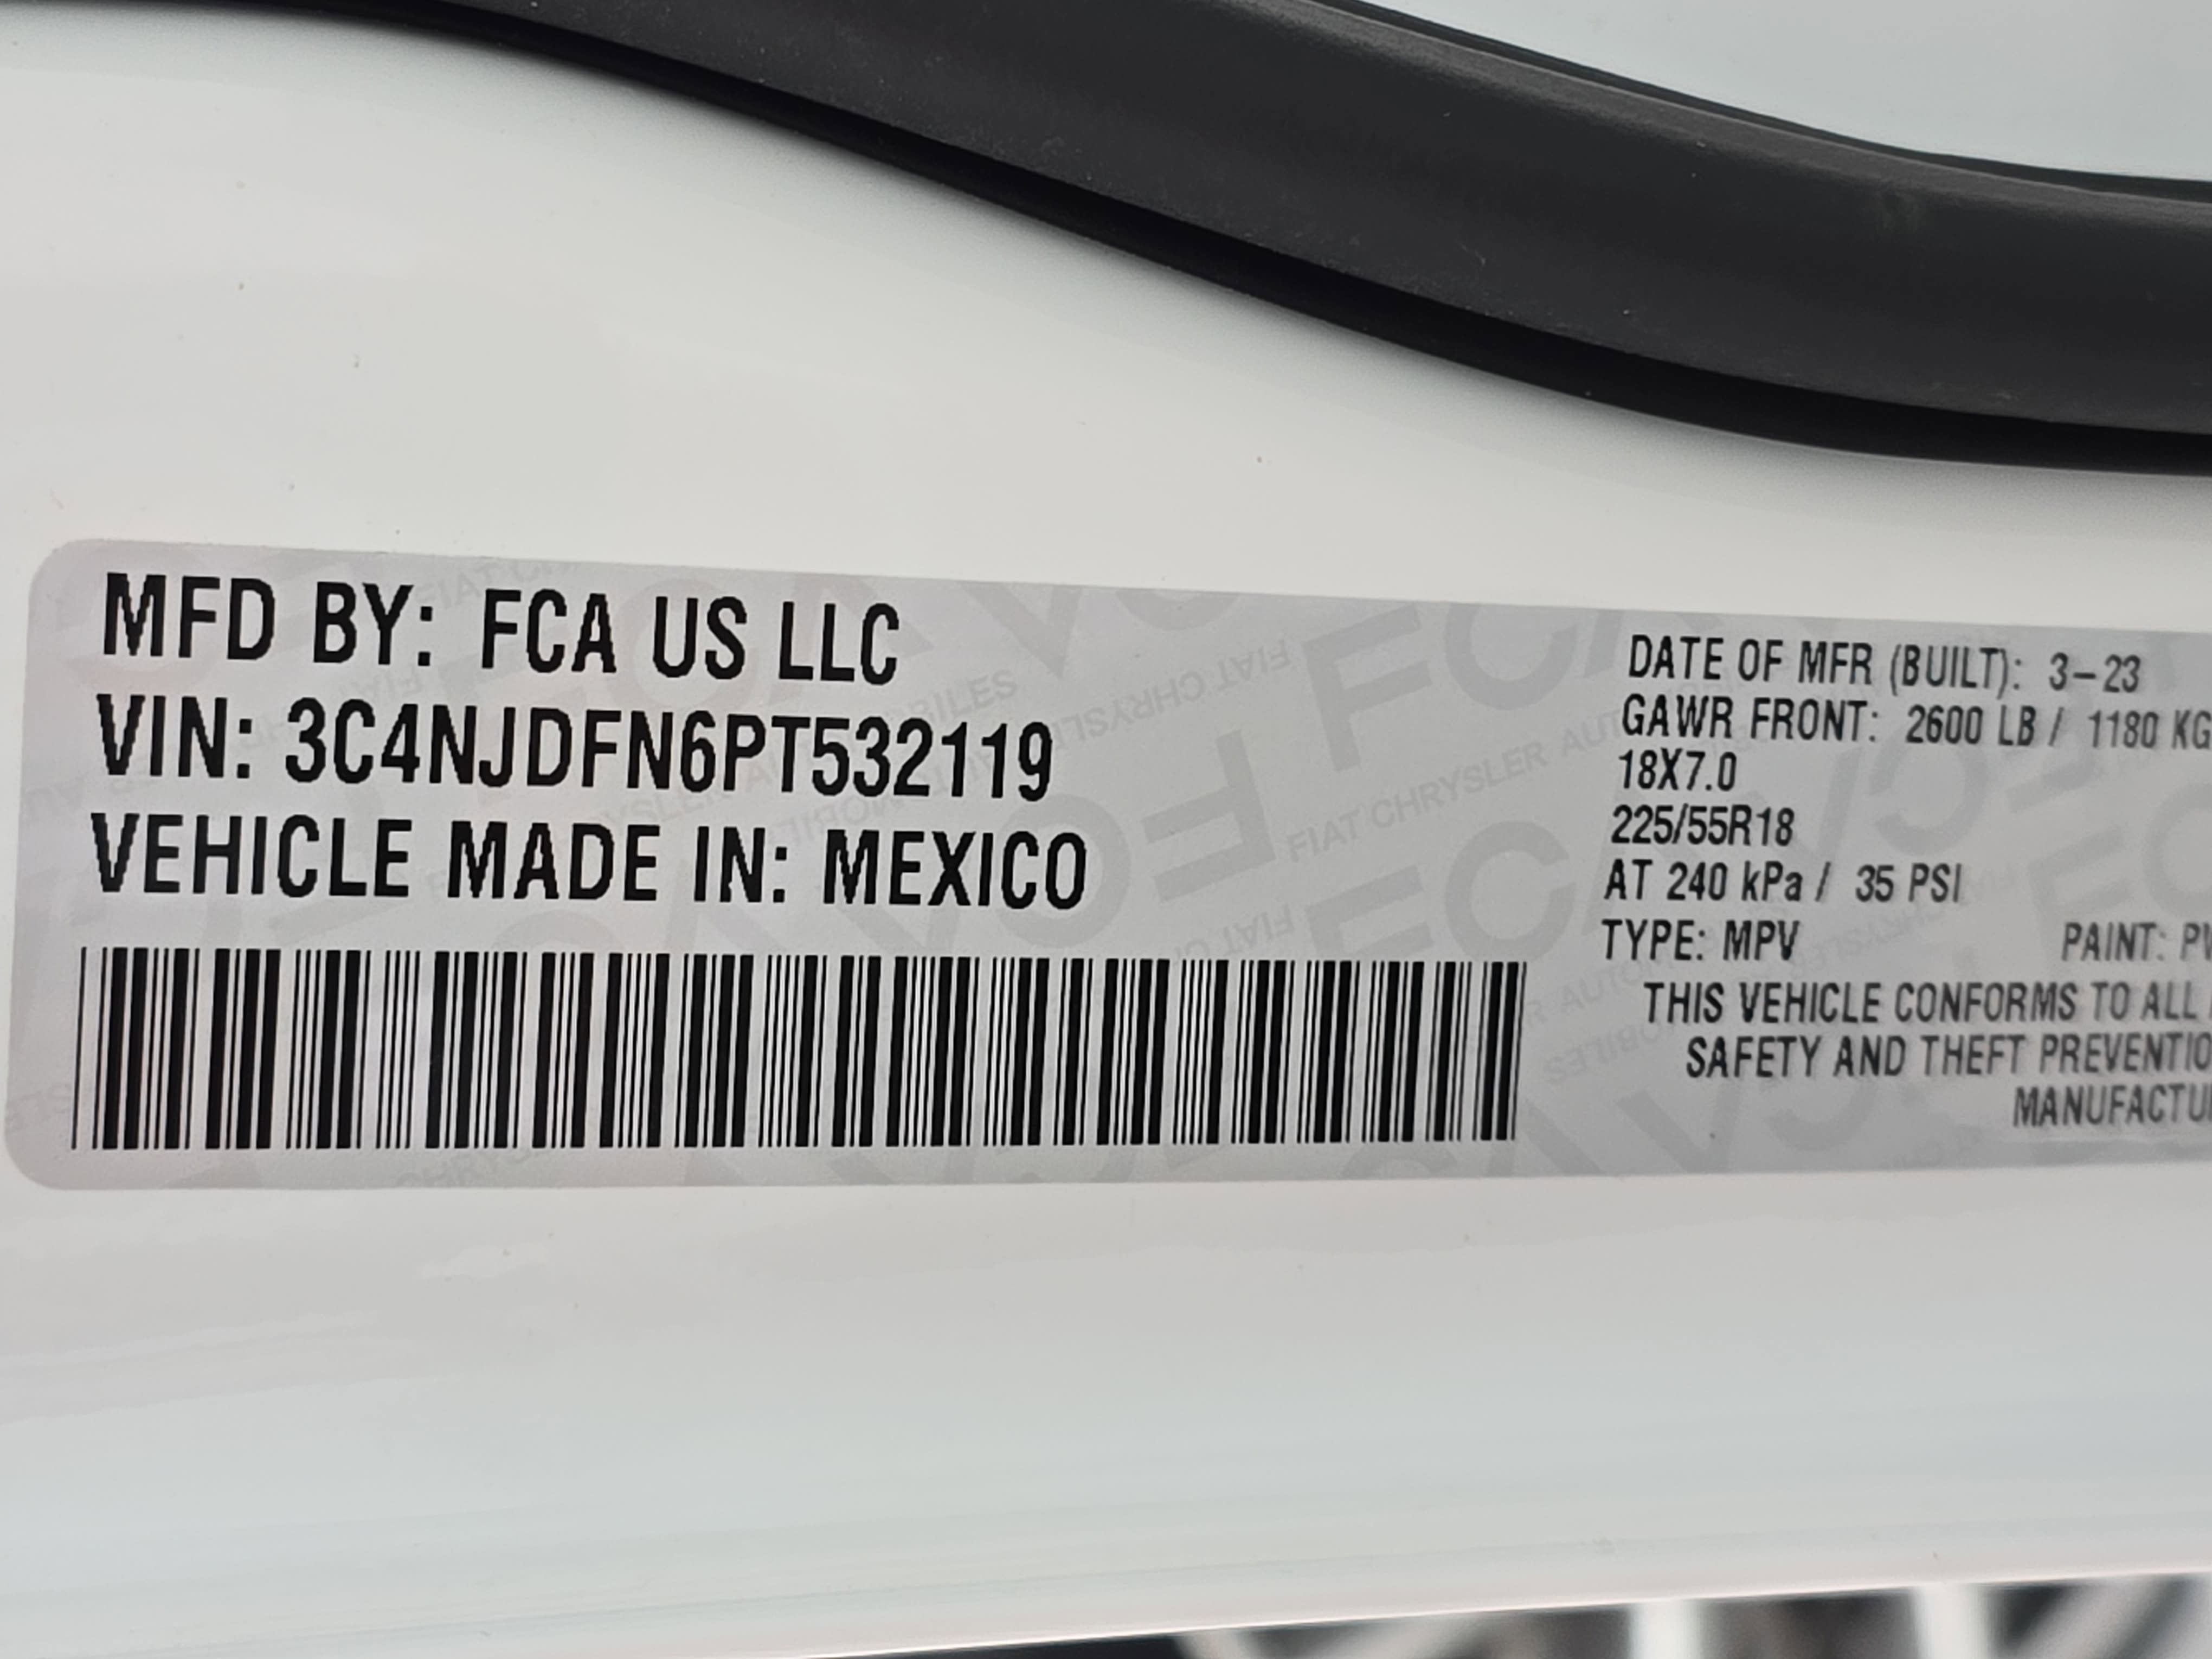 MFD BY: FCA US LLC
VIN: 3C4NJDFN6PT532119
VEHICLE MADE IN: MEXICO
DATE OF MFR (BUILT): 3-23
GAWR FRONT: 2600 LB / 1180 KG
18X7.0
225/55R18
AT 240 kPa / 35 PSI
TYPE: MPV PAINT:
THIS VEHICLE CONFORMS TO ALL
SAFETY AND THEFT